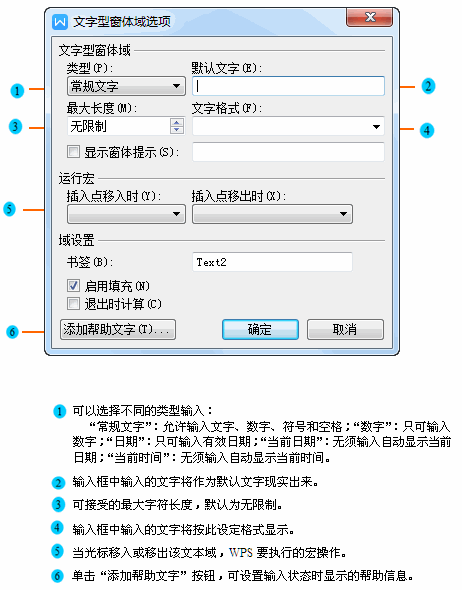 文字型窗体域选项
文字型窗体域
类型(P): 默认文字(E):
1 常规文字 2
最大长度(M): 文字格式(F):
3 无限制 4
显示窗体提示(S):
运行宏
插入点移入时(Y): 插入点移出时(X):
5
域设置
书签(B): Text2
启用填充(N)
退出时计算(C)
6 添加帮助文字(T)... 确定 取消
1 可以选择不同的类型输入：
“常规文字”：允许输入文字、数字、符号和空格；“数字”：只可输入
数字；“日期”：只可输入有效日期；“当前日期”：无须输入自动显示当前
日期；“当前时间”：无须输入自动显示当前时间。
2 输入框中输入的文字将作为默认文字现实出来。
3 可接受的最大字符长度，默认为无限制。
4 输入框中输入的文字将按此设定格式显示。
5 当光标移入或移出该文本域，WPS 要执行的宏操作。
6 单击“添加帮助文字”按钮，可设置输入状态时显示的帮助信息。